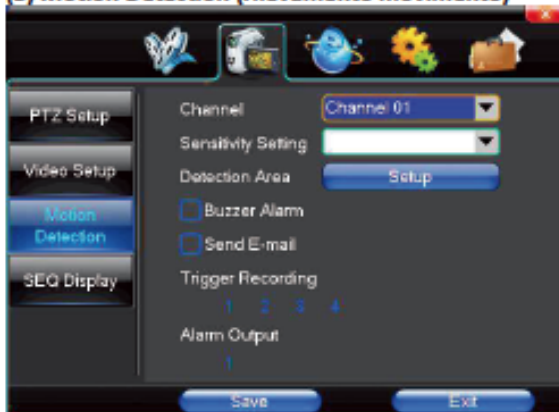 Channel Channel 01
PTZ Setup
Sensitivity Setting
Video Setup
Detection Area Setup
Buzzer Alarm
Motion
Detection
Send E-mail
SEQ Display
Trigger Recording
1 2 3 4
Alarm Output
1
Save Exit